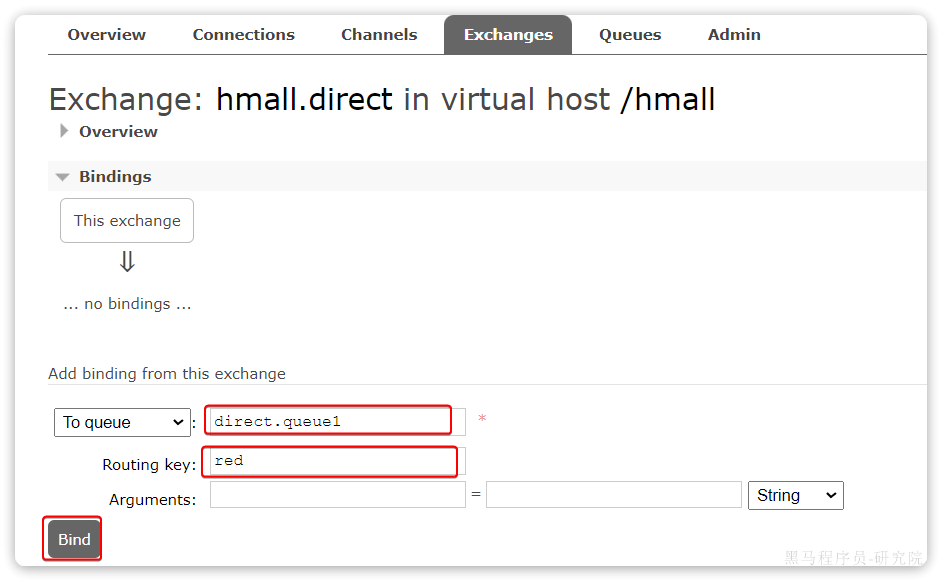 Overview Connections Channels Exchanges Queues Admin
Exchange: hmall.direct in virtual host /hmall
Overview
Bindings
This exchange
⇓
... no bindings ...
Add binding from this exchange
To queue : direct.queue1 *
Routing key: red
Arguments: = String
Bind
黑马程序员-研究院